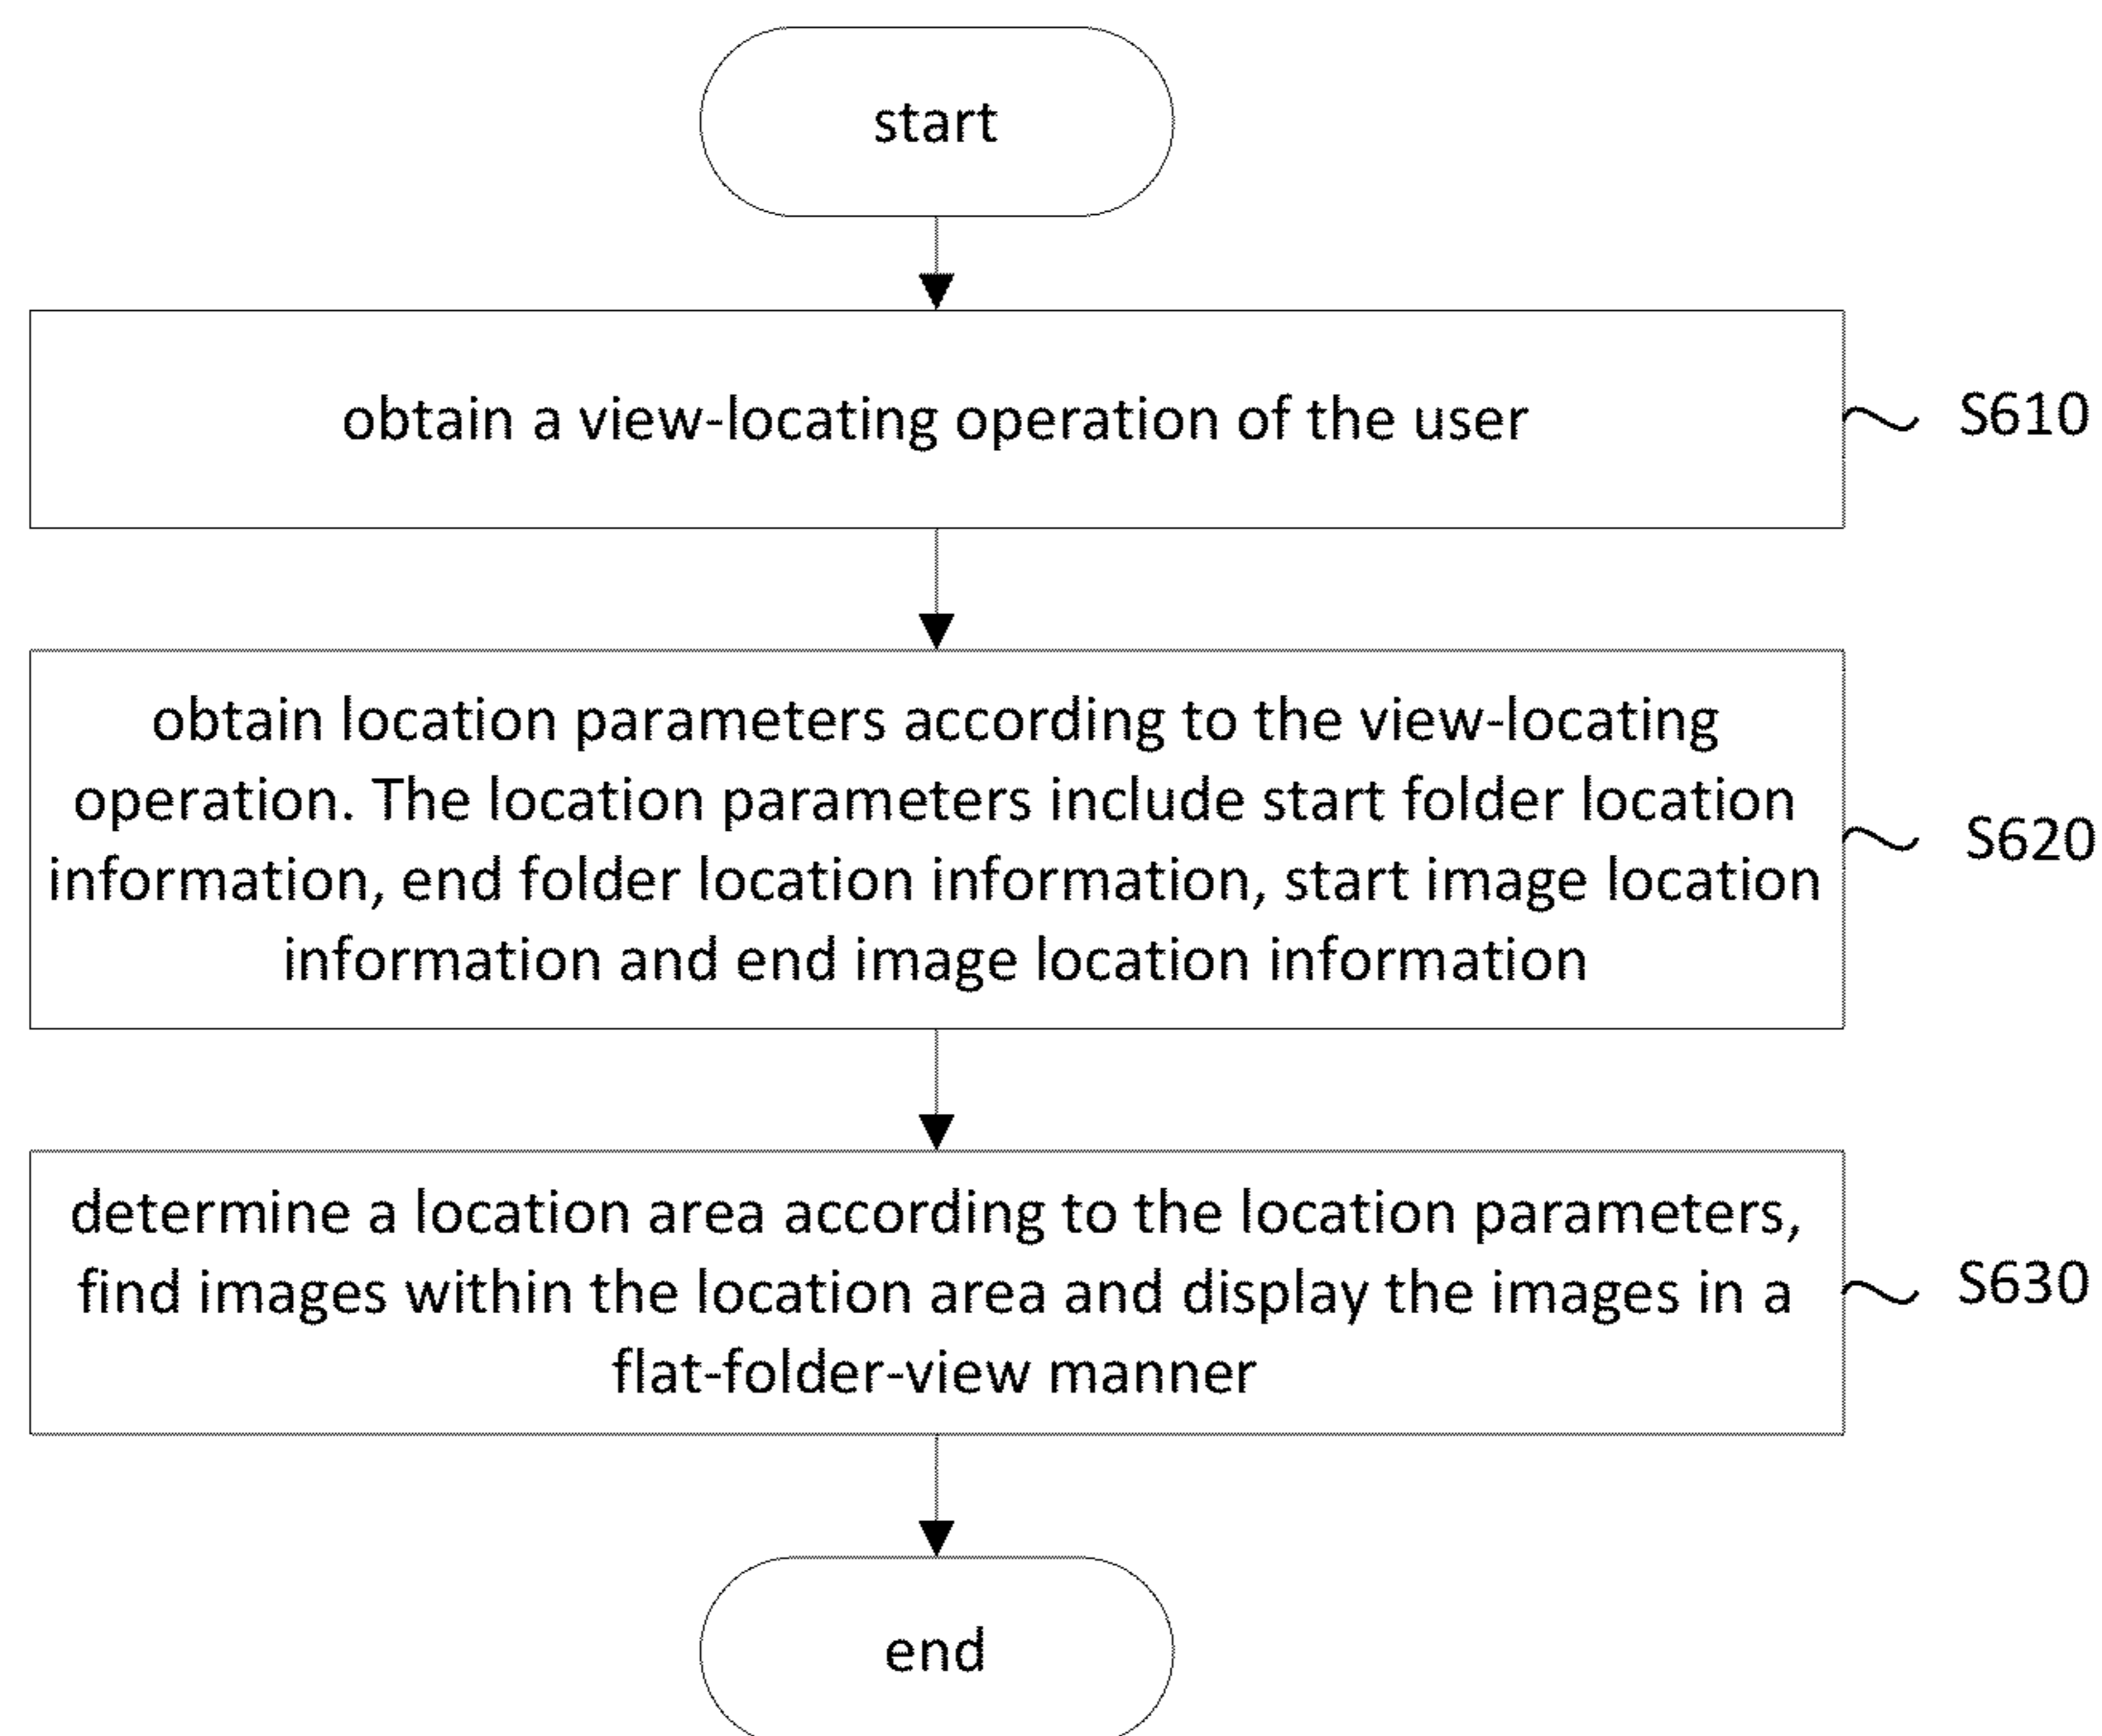 start
obtain a view-locating operation of the user
S610
obtain location parameters according to the view-locating
operation. The location parameters include start folder location
information, end folder location information, start image location
information and end image location information
S620
determine a location area according to the location parameters,
find images within the location area and display the images in a
flat-folder-view manner
S630
end